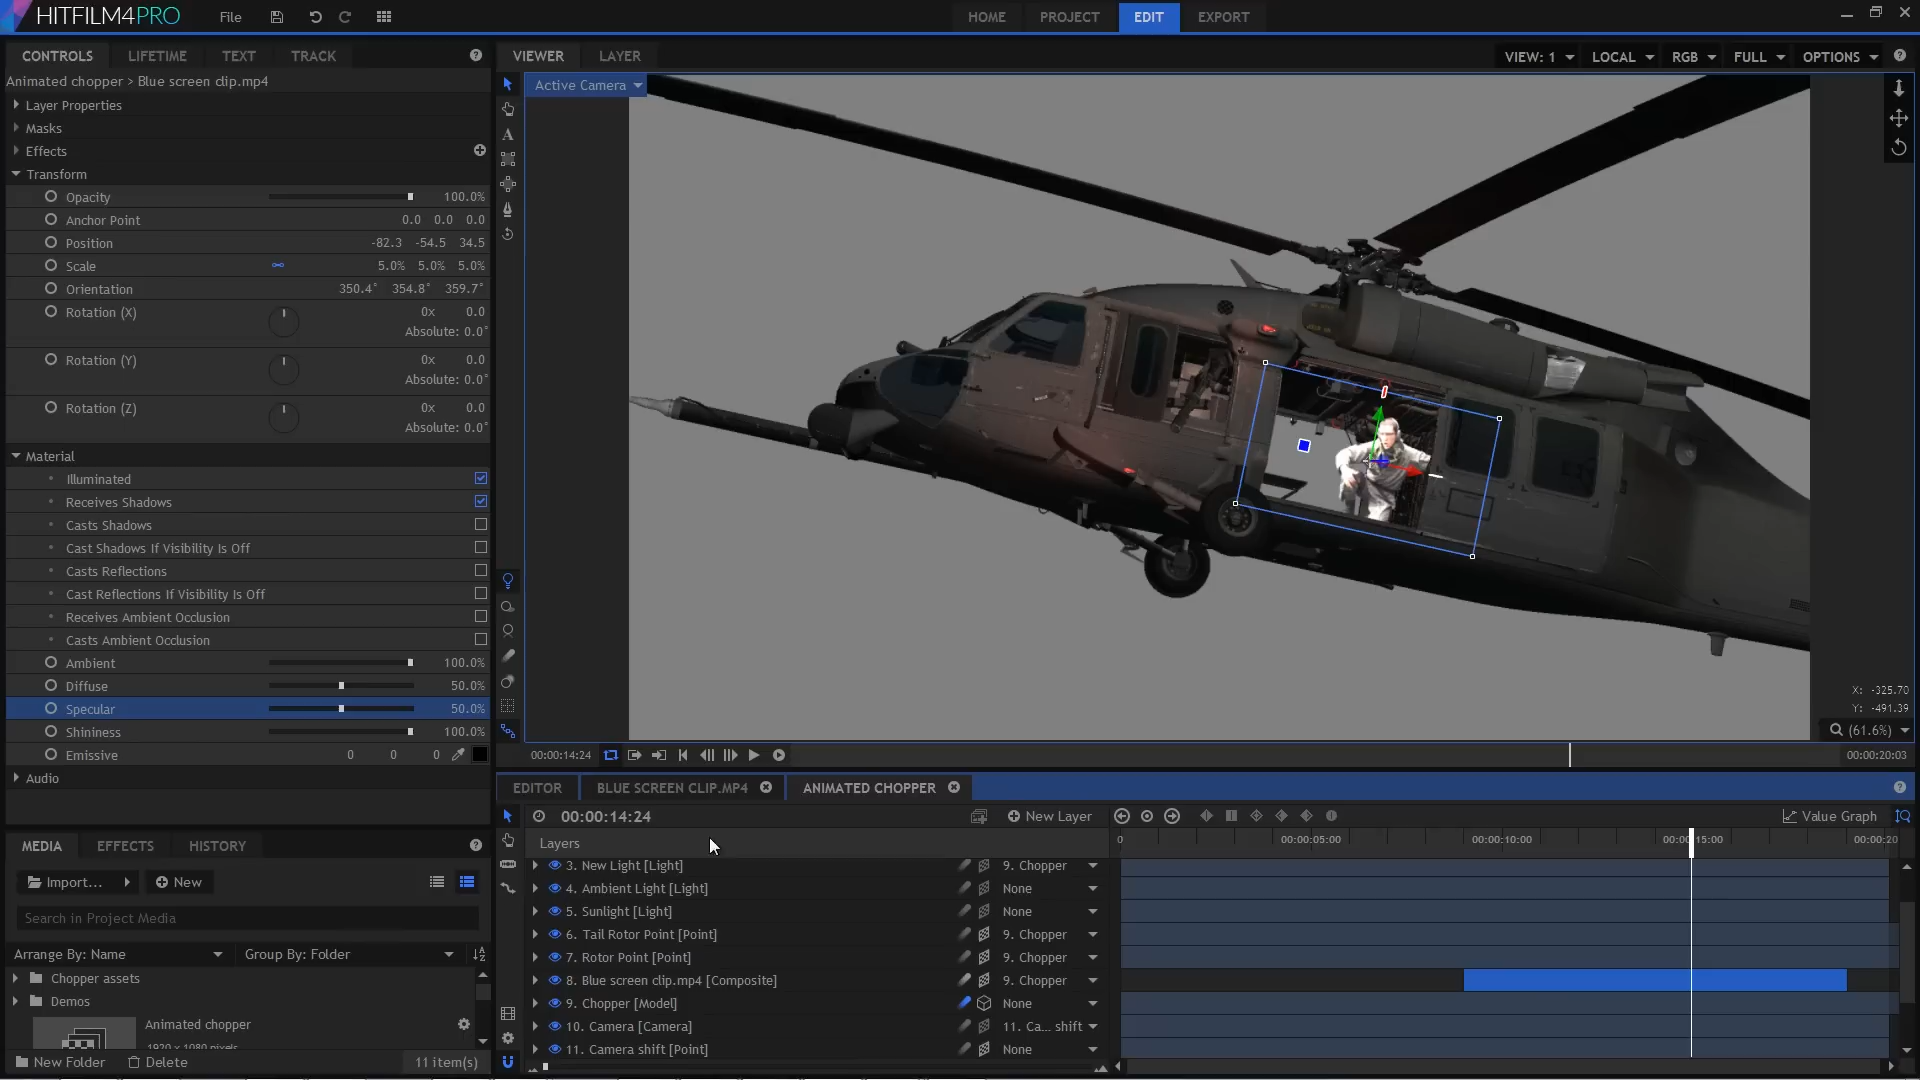 HITFILM4PRO File HOME PROJECT EDIT EXPORT
CONTROLS LIFETIME TEXT TRACK
VIEWER LAYER VIEW: 1 LOCAL RGB FULL OPTIONS
Animated chopper > Blue screen clip.mp4
Active Camera
Layer Properties
Masks
Effects
Transform
Opacity 100.0%
Anchor Point 0.0 0.0 0.0
Position -82.3 -54.5 34.5
Scale 5.0% 5.0% 5.0%
Orientation 350.4° 354.8° 359.7°
Rotation (X) 0x 0.0
Absolute: 0.0°
Rotation (Y) 0x 0.0
Absolute: 0.0°
Rotation (Z) 0x 0.0
Absolute: 0.0°
Material
Illuminated
Receives Shadows
Casts Shadows
Cast Shadows If Visibility Is Off
Casts Reflections
Cast Reflections If Visibility Is Off
Receives Ambient Occlusion
Casts Ambient Occlusion
Ambient 100.0%
Diffuse 50.0%
Specular 50.0%
Shininess 100.0%
Emissive 0 0 0
Audio
X: -325.70
Y: -491.39
(61.6%)
00:00:14:24 00:00:20:03
EDITOR BLUE SCREEN CLIP.MP4 ANIMATED CHOPPER
00:00:14:24 New Layer Value Graph
Layers 0 00:00:05:00 00:00:10:00 00:00:15:00 00:00:20
3. New Light [Light] 9. Chopper
4. Ambient Light [Light] None
5. Sunlight [Light] None
6. Tail Rotor Point [Point] 9. Chopper
7. Rotor Point [Point] 9. Chopper
8. Blue screen clip.mp4 [Composite] 9. Chopper
9. Chopper [Model] None
10. Camera [Camera] 11. Ca... shift
11. Camera shift [Point] None
MEDIA EFFECTS HISTORY
Import... New
Search in Project Media
Arrange By: Name Group By: Folder
Chopper assets
Demos
Animated chopper
1920 x 1080 pixels
New Folder Delete 11 item(s)